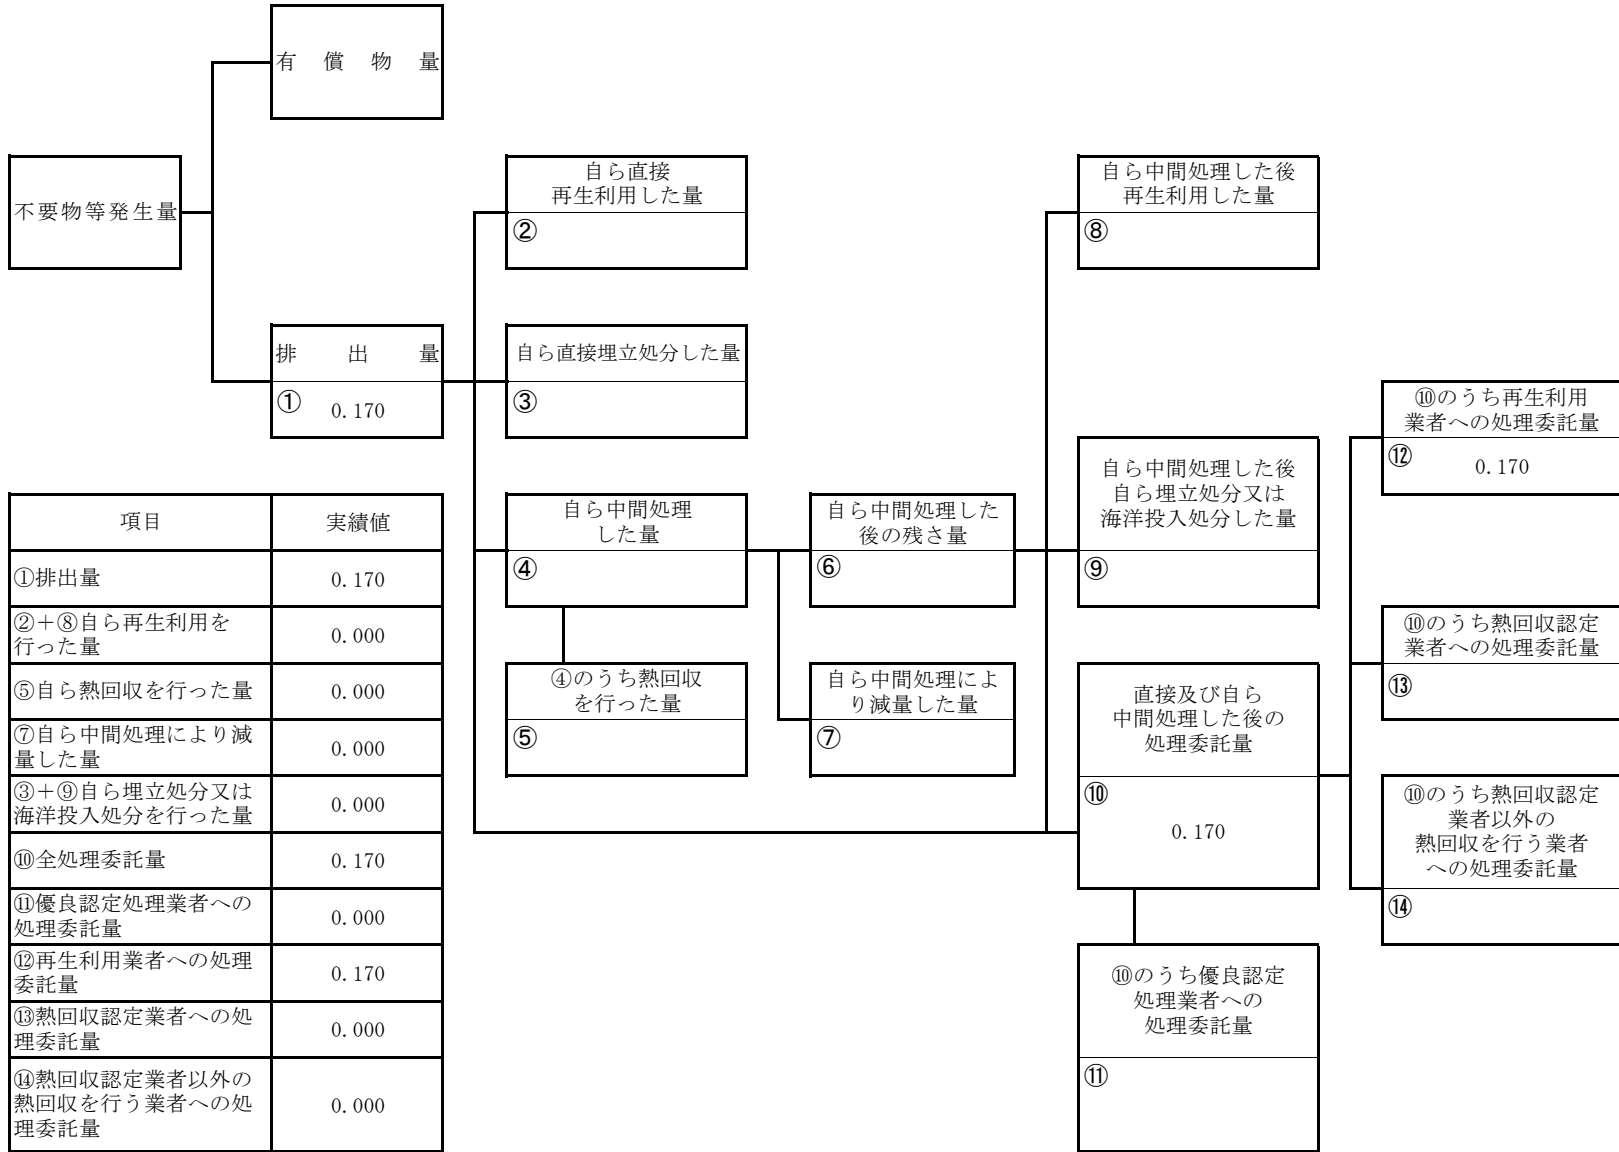 有償物量
不要物等発生量
自ら直接
再生利用した量
②
自ら中間処理した後
再生利用した量
⑧
排出量
① 0.170
自ら直接埋立処分した量
③
⑩のうち再生利用
業者への処理委託量
⑫ 0.170
自ら中間処理
した量
④
自ら中間処理した
後の残さ量
⑥
自ら中間処理した後
自ら埋立処分又は
海洋投入処分した量
⑨
⑩のうち熱回収認定
業者への処理委託量
⑬
④のうち熱回収
を行った量
⑤
自ら中間処理によ
り減量した量
⑦
直接及び自ら
中間処理した後の
処理委託量
⑩
0.170
⑩のうち熱回収認定
業者以外の
熱回収を行う業者
への処理委託量
⑭
⑩のうち優良認定
処理業者への
処理委託量
⑪
項目 実績値
①排出量 0.170
②＋⑧自ら再生利用を
行った量 0.000
⑤自ら熱回収を行った量 0.000
⑦自ら中間処理により減
量した量 0.000
③＋⑨自ら埋立処分又は
海洋投入処分を行った量 0.000
⑩全処理委託量 0.170
⑪優良認定処理業者への
処理委託量 0.000
⑫再生利用業者への処理
委託量 0.170
⑬熱回収認定業者への処
理委託量 0.000
⑭熱回収認定業者以外の
熱回収を行う業者への処
理委託量 0.000